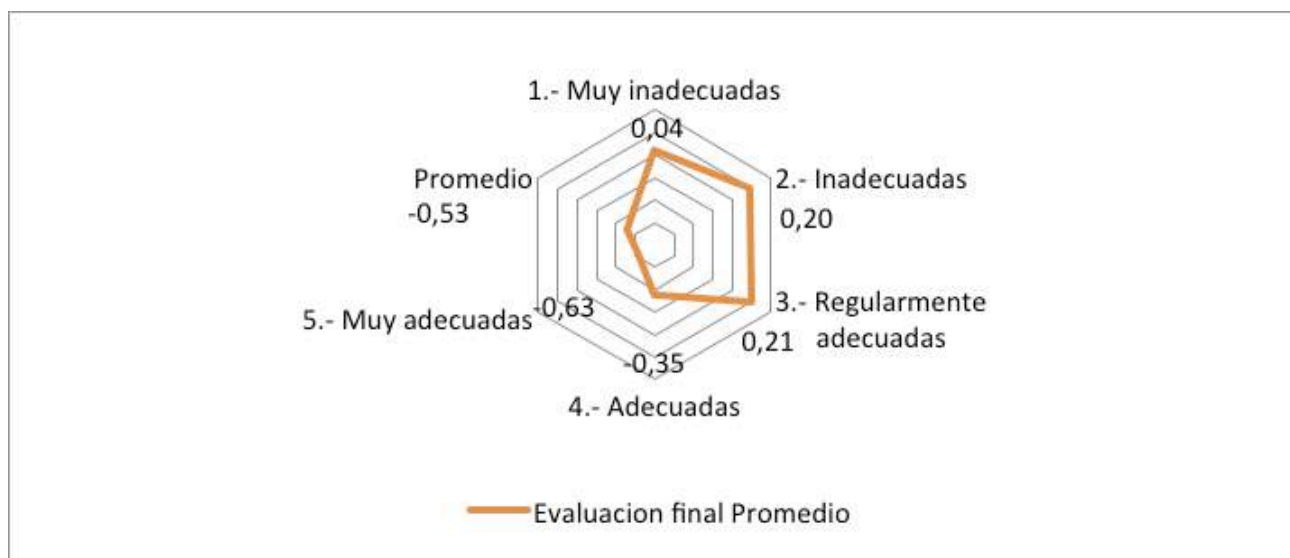 1.- Muy inadecuadas
0,04
Promedio
-0,53
2.- Inadecuadas
0,20
5.- Muy adecuadas
-0,63
3.- Regularmente
adecuadas
0,21
-0,35
4.- Adecuadas
Evaluacion final Promedio